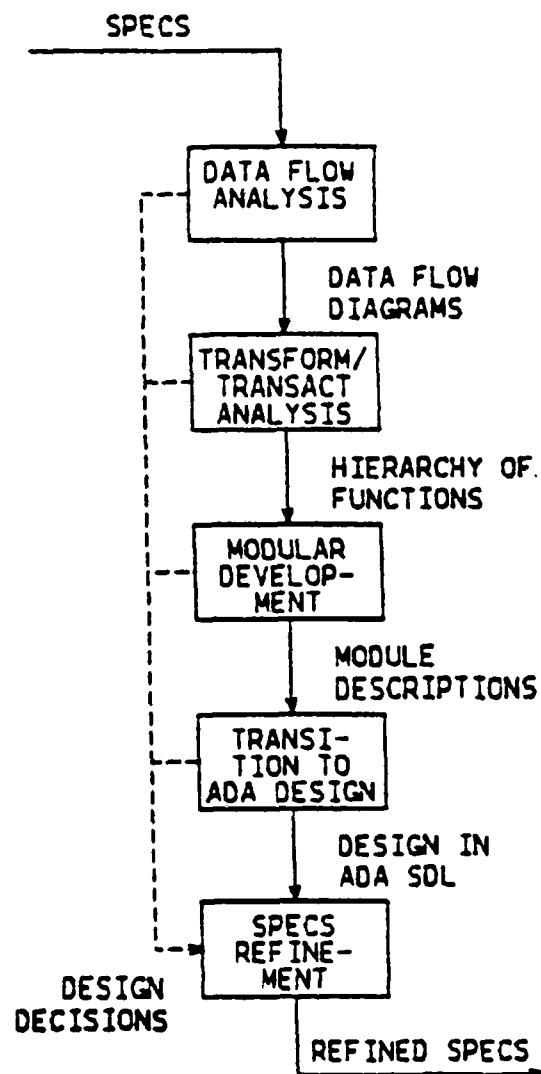 SPECS
DATA FLOW
ANALYSIS
DATA FLOW
DIAGRAMS
TRANSFORM/
TRANSACT
ANALYSIS
HIERARCHY OF.
FUNCTIONS
MODULAR
DEVELOP-
MENT
MODULE
DESCRIPTIONS
TRANSI-
TION TO
ADA DESIGN
DESIGN IN
ADA SDL
SPECS
REFINE-
MENT
DESIGN
DECISIONS
REFINED SPECS